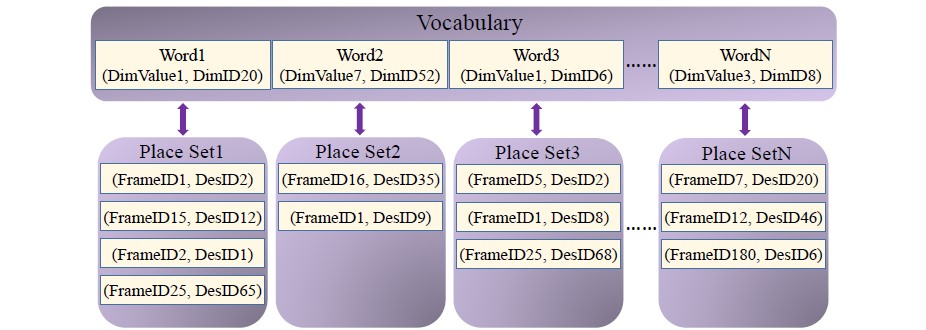 Vocabulary
Word1
(DimValue1, DimID20)
Word2
(DimValue7, DimID52)
Word3
(DimValue1, DimID6)
......
WordN
(DimValue3, DimID8)
Place Set1
(FrameID1, DesID2)
(FrameID15, DesID12)
(FrameID2, DesID1)
(FrameID25, DesID65)
Place Set2
(FrameID16, DesID35)
(FrameID1, DesID9)
Place Set3
(FrameID5, DesID2)
(FrameID1, DesID8)
(FrameID25, DesID68)
......
Place SetN
(FrameID7, DesID20)
(FrameID12, DesID46)
(FrameID180, DesID6)